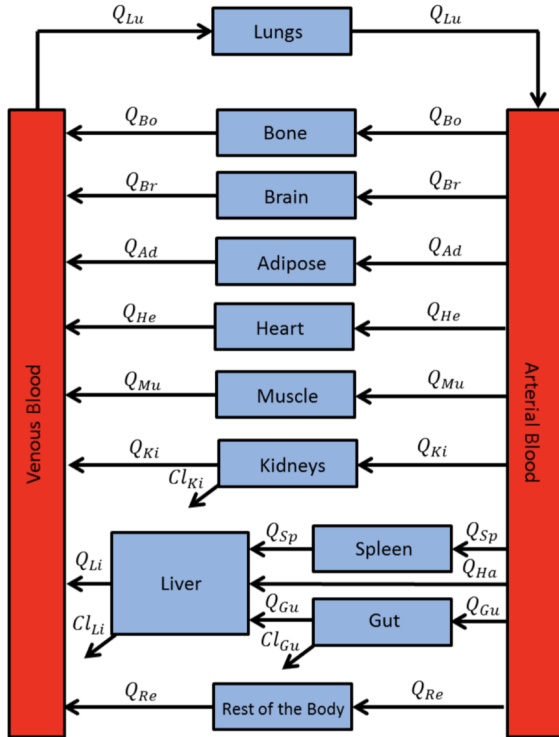 Q_Lu Lungs Q_Lu
Q_Bo Bone Q_Bo
Q_Br Brain Q_Br
Q_Ad Adipose Q_Ad
Q_He Heart Q_He
Q_Mu Muscle Q_Mu
Q_Ki Kidneys Q_Ki
Cl_Ki
Q_Sp Spleen Q_Sp
Q_Li Liver Q_Ha
Q_Gu Gut Q_Gu
Cl_Li Cl_Gu
Q_Re Rest of the Body Q_Re
Venous Blood
Arterial Blood